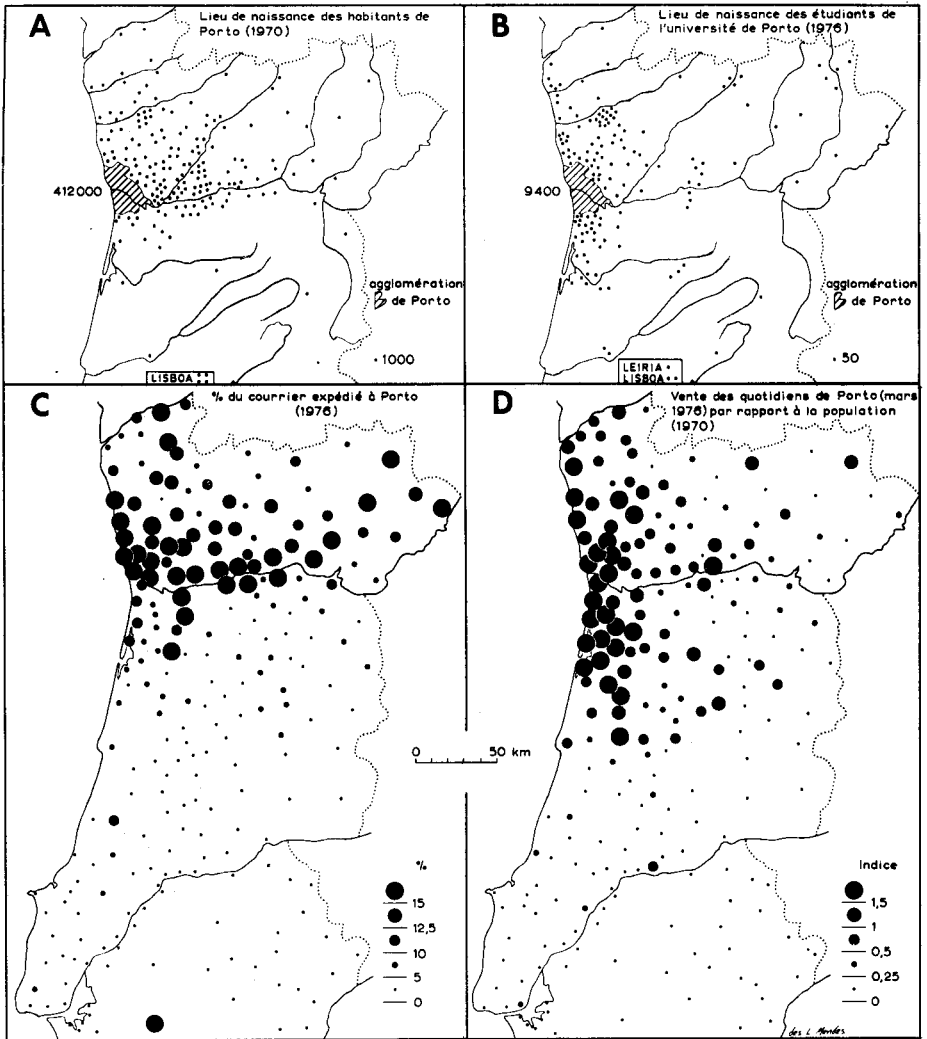 A
Lieu de naissance des habitants de
Porto (1970)
412000
agglomération
de Porto
1000
LISBOA
B
Lieu de naissance des étudiants de
l'université de Porto (1976)
9400
agglomération
de Porto
50
LEIRIA
LISBOA
C
% du courrier expédié à Porto
(1976)
0 50 km
%
15
12,5
10
5
0
D
Vente des quotidiens de Porto (mars
1976) par rapport à la population
(1970)
Indice
1,5
1
0,5
0,25
0
des L Mendes